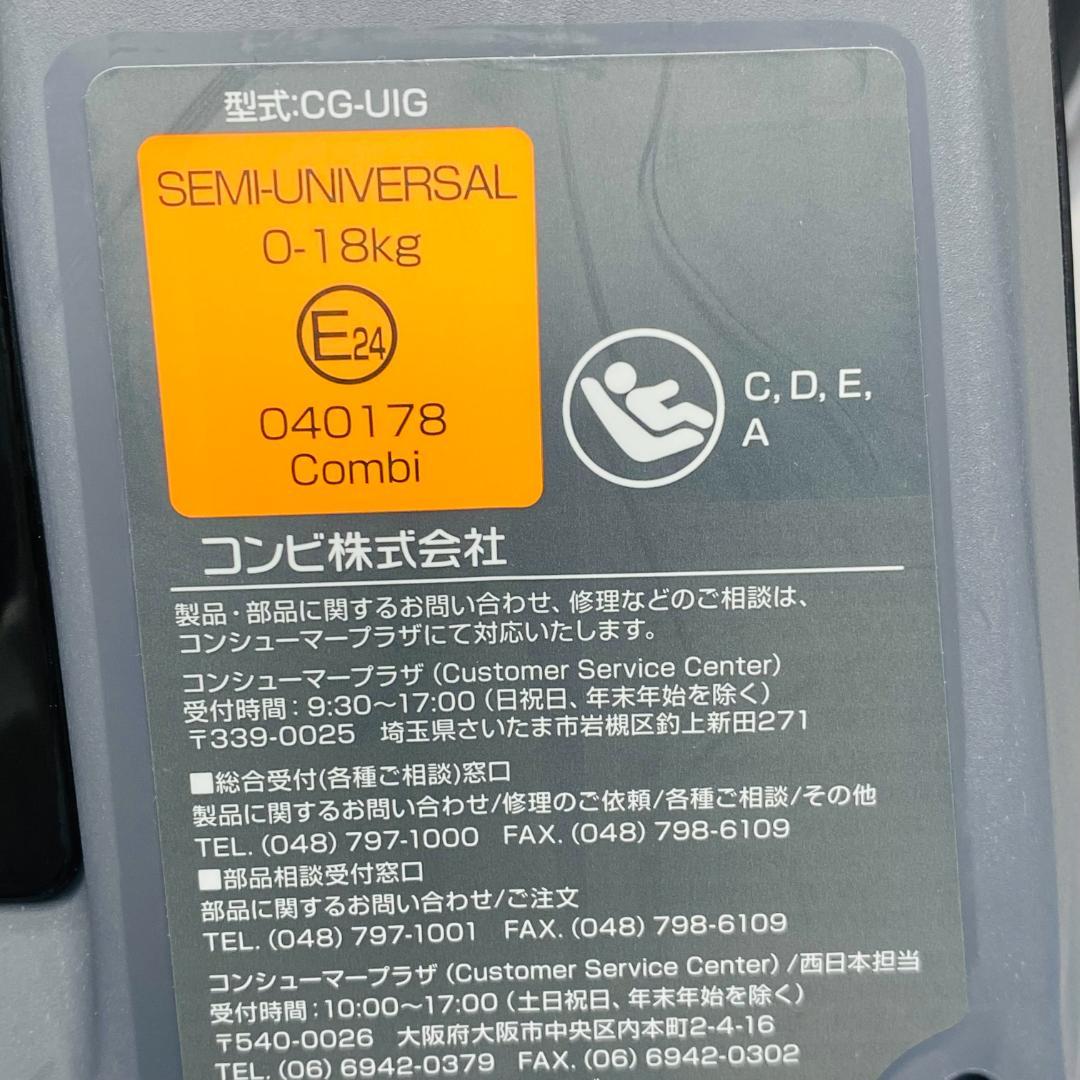 型式:CG-UIG
SEMI-UNIVERSAL
0-18kg
E24
040178
Combi
C, D, E,
A
コンビ株式会社
製品・部品に関するお問い合わせ、修理などのご相談は、
コンシューマープラザにて対応いたします。
コンシューマープラザ (Customer Service Center)
受付時間：9:30〜17:00（日祝日、年末年始を除く）
〒339-0025　埼玉県さいたま市岩槻区釣上新田271
■総合受付(各種ご相談)窓口
製品に関するお問い合わせ/修理のご依頼/各種ご相談/その他
TEL. (048) 797-1000　FAX. (048) 798-6109
■部品相談受付窓口
部品に関するお問い合わせ/ご注文
TEL. (048) 797-1001　FAX. (048) 798-6109
コンシューマープラザ (Customer Service Center) /西日本担当
受付時間：10:00〜17:00（土日祝日、年末年始を除く）
〒540-0026　大阪府大阪市中央区内本町2-4-16
TEL. (06) 6942-0379　FAX. (06) 6942-0302